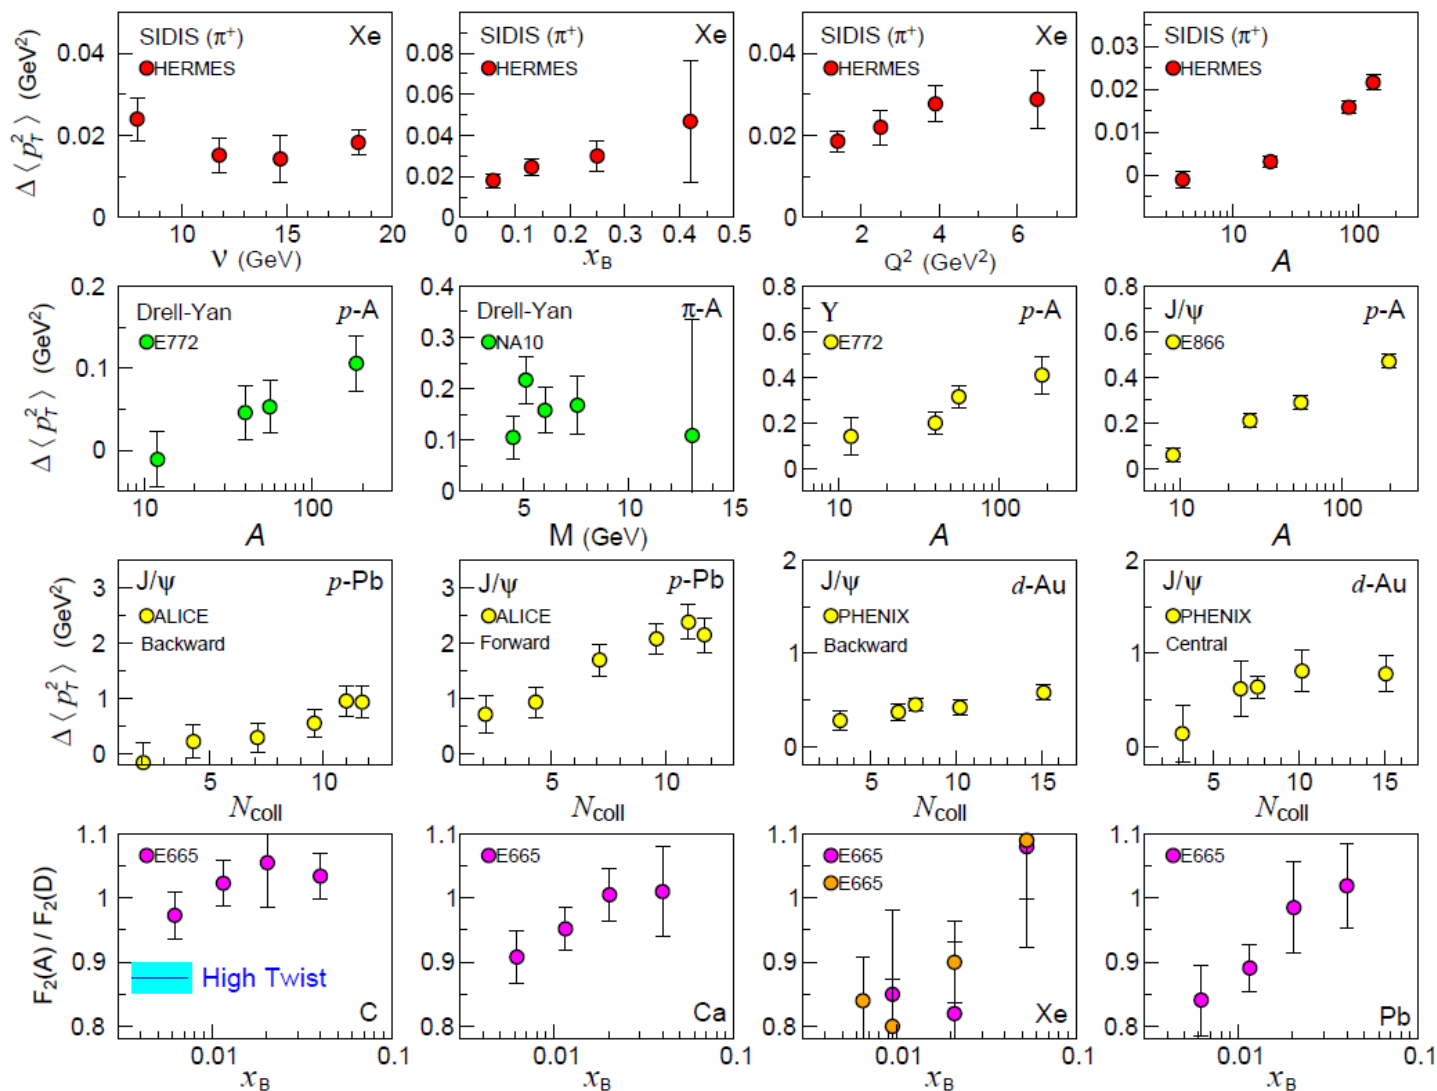 Δ⟨p_T^2⟩ (GeV²)
SIDIS (π⁺) Xe
HERMES
0.04
0.02
0
10 15 20
ν (GeV)
SIDIS (π⁺) Xe
HERMES
0.08
0.06
0.04
0.02
0
0 0.1 0.2 0.3 0.4 0.5
x_B
SIDIS (π⁺) Xe
HERMES
0.04
0.02
0
2 4 6
Q² (GeV²)
SIDIS (π⁺)
HERMES
0.03
0.02
0.01
0
10 100
A
Δ⟨p_T^2⟩ (GeV²)
Drell-Yan p-A
E772
0.2
0.1
0
10 100
A
Drell-Yan π-A
NA10
0.4
0.3
0.2
0.1
0
5 10 15
M (GeV)
Υ p-A
E772
0.8
0.6
0.4
0.2
0
10 100
A
J/ψ p-A
E866
0.8
0.6
0.4
0.2
0
10 100
A
Δ⟨p_T^2⟩ (GeV²)
J/ψ p-Pb
ALICE
Backward
3
2
1
0
5 10
N_coll
J/ψ p-Pb
ALICE
Forward
3
2
1
0
5 10
N_coll
J/ψ d-Au
PHENIX
Backward
2
1
0
5 10 15
N_coll
J/ψ d-Au
PHENIX
Central
2
1
0
5 10 15
N_coll
F₂(A) / F₂(D)
E665
1.1
1
0.9
0.8
High Twist
C
0.01 0.1
x_B
E665
1.1
1
0.9
0.8
Ca
0.01 0.1
x_B
E665
E665
1.1
1
0.9
0.8
Xe
0.01 0.1
x_B
E665
1.1
1
0.9
0.8
Pb
0.01 0.1
x_B